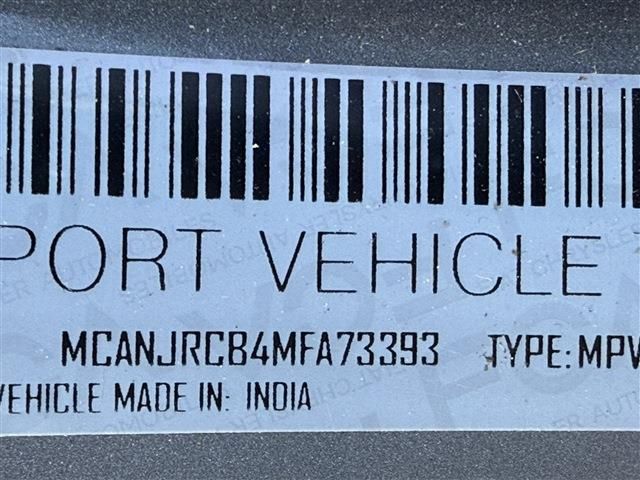 PORT VEHICLE
MCANJRCB4MFA73393 TYPE: MPV
VEHICLE MADE IN: INDIA